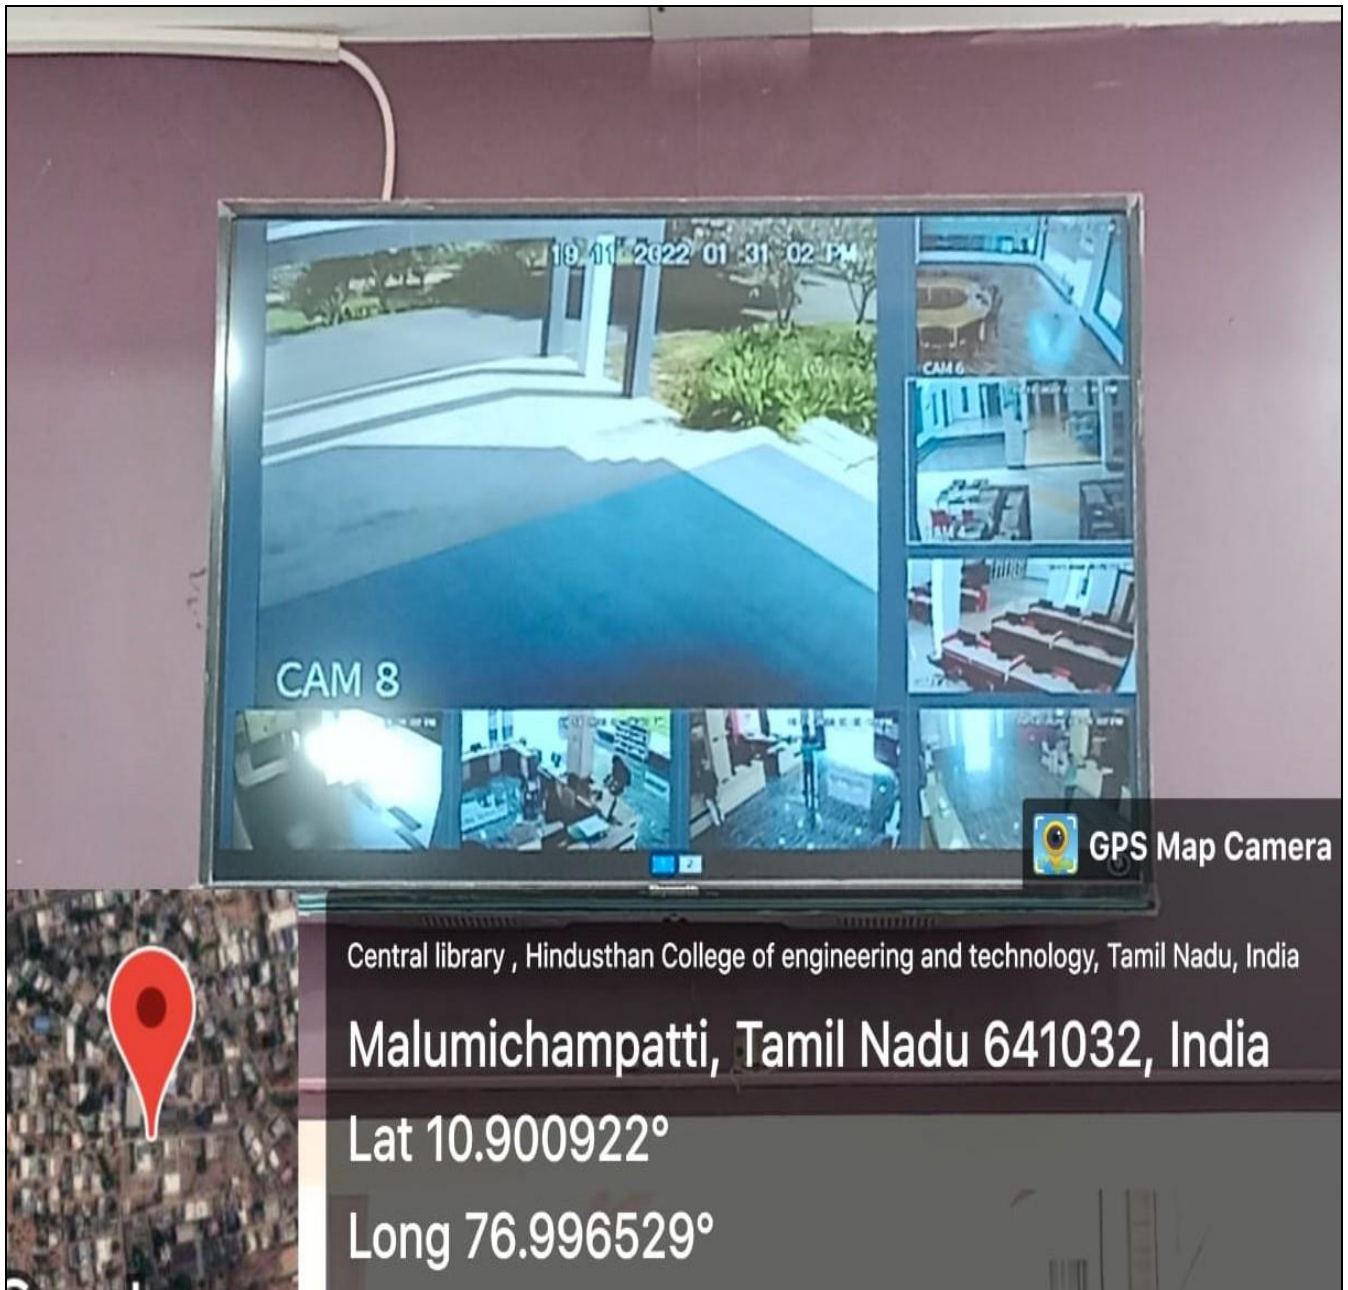 19 11 2022 01 31 02 PM
CAM 6
CAM 8
GPS Map Camera
Central library , Hindusthan College of engineering and technology, Tamil Nadu, India
Malumichampatti, Tamil Nadu 641032, India
Lat 10.900922°
Long 76.996529°